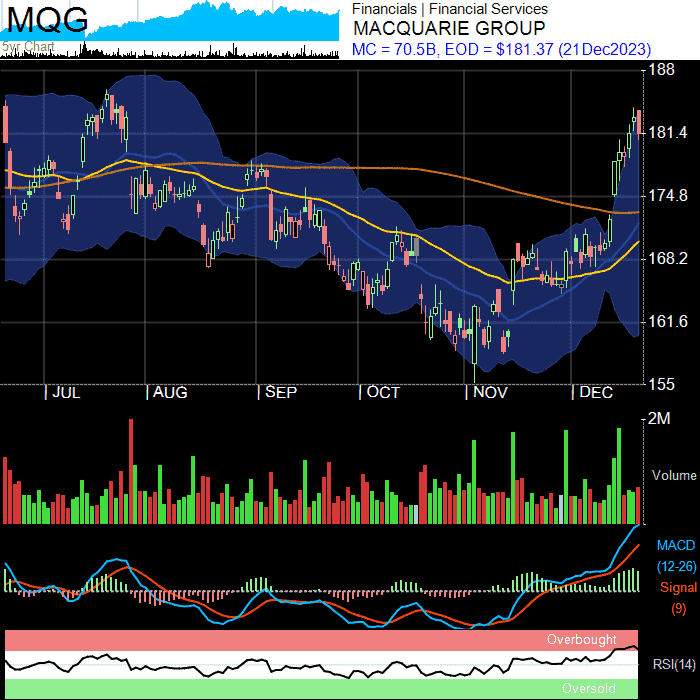 MQG
5yr Chart
Financials | Financial Services
MACQUARIE GROUP
MC = 70.5B, EOD = $181.37 (21Dec2023)
188
181.4
174.8
168.2
161.6
155
JUL AUG SEP OCT NOV DEC
2M
Volume
MACD
(12-26)
Signal
(9)
Overbought
RSI(14)
Oversold